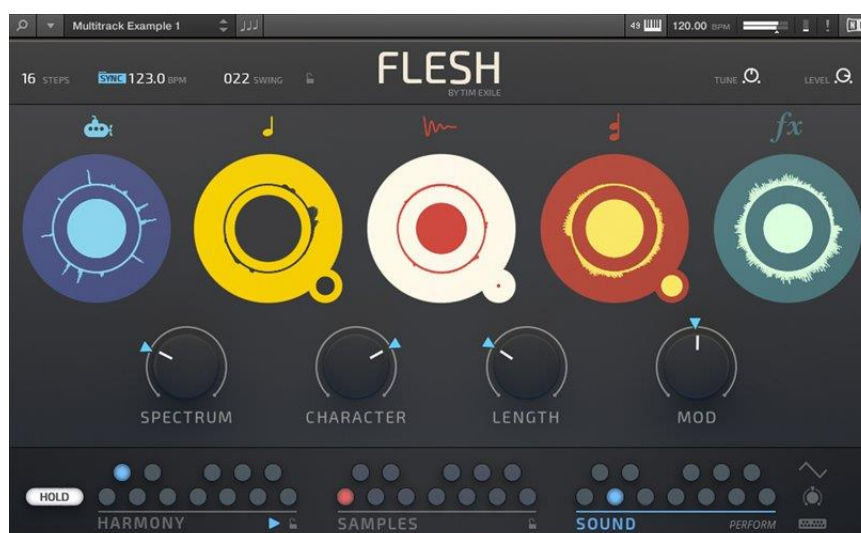 Multitrack Example 1 49 120.00 BPM !
16 STEPS SYNC 123.0 BPM 022 SWING FLESH TUNE LEVEL
BY TIM EXILE
fx
SPECTRUM CHARACTER LENGTH MOD
HOLD
HARMONY SAMPLES SOUND PERFORM